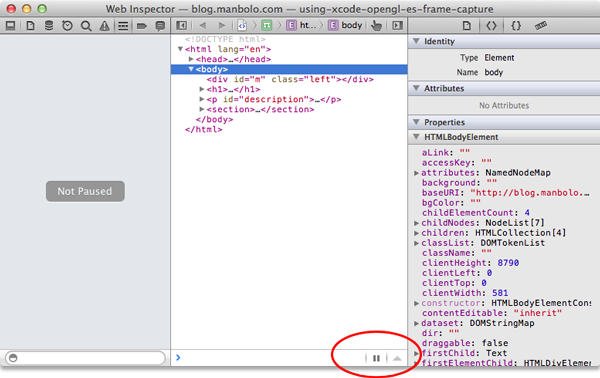 Web Inspector — blog.manbolo.com — using-xcode-opengl-es-frame-capture
ht... E body
Not Paused
<!DOCTYPE html>
<html lang="en">
<head>…</head>
<body>
<div id="m" class="left"></div>
<h1>…</h1>
<p id="description">…</p>
<section>…</section>
</body>
</html>
Identity
Type Element
Name body
Attributes
No Attributes
Properties
HTMLBodyElement
aLink: ""
accessKey: ""
attributes: NamedNodeMap
background: ""
baseURI: "http://blog.manbolo.…
bgColor: ""
childElementCount: 4
childNodes: NodeList[7]
children: HTMLCollection[4]
classList: DOMTokenList
className: ""
clientHeight: 8790
clientLeft: 0
clientTop: 0
clientWidth: 581
constructor: HTMLBodyElementCons
contentEditable: "inherit"
dataset: DOMStringMap
dir: ""
draggable: false
firstChild: Text
firstElementChild: HTMLDivElemen